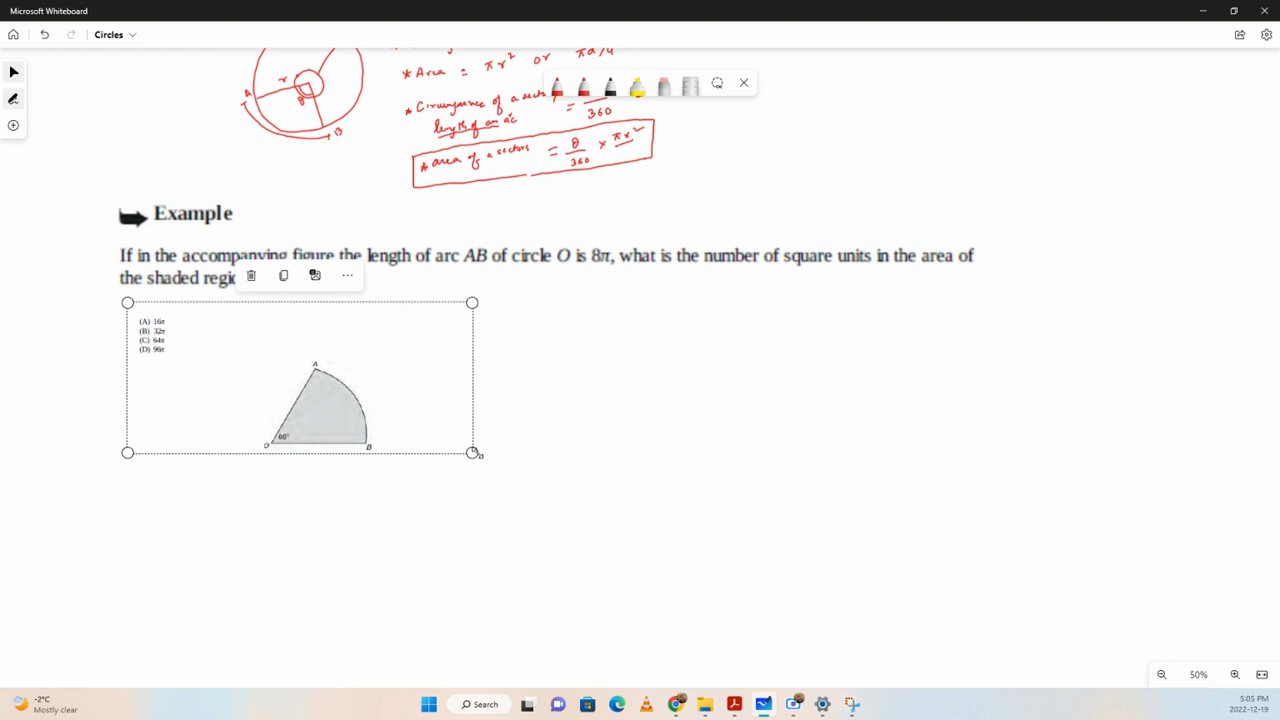 Microsoft Whiteboard
Circles
* Area = πr² or πd²/4
* Circumference of a sector
length of an arc
=
360
* area of a sectors = θ/360 × πr²
r
A
θ
B
Example
If in the accompanying figure the length of arc AB of circle O is 8π, what is the number of square units in the area of
the shaded regio
(A) 16π
(B) 32π
(C) 64π
(D) 96π
A
60°
O
B
50%
-2°C
Mostly clear
Search
5:05 PM
2022-12-19